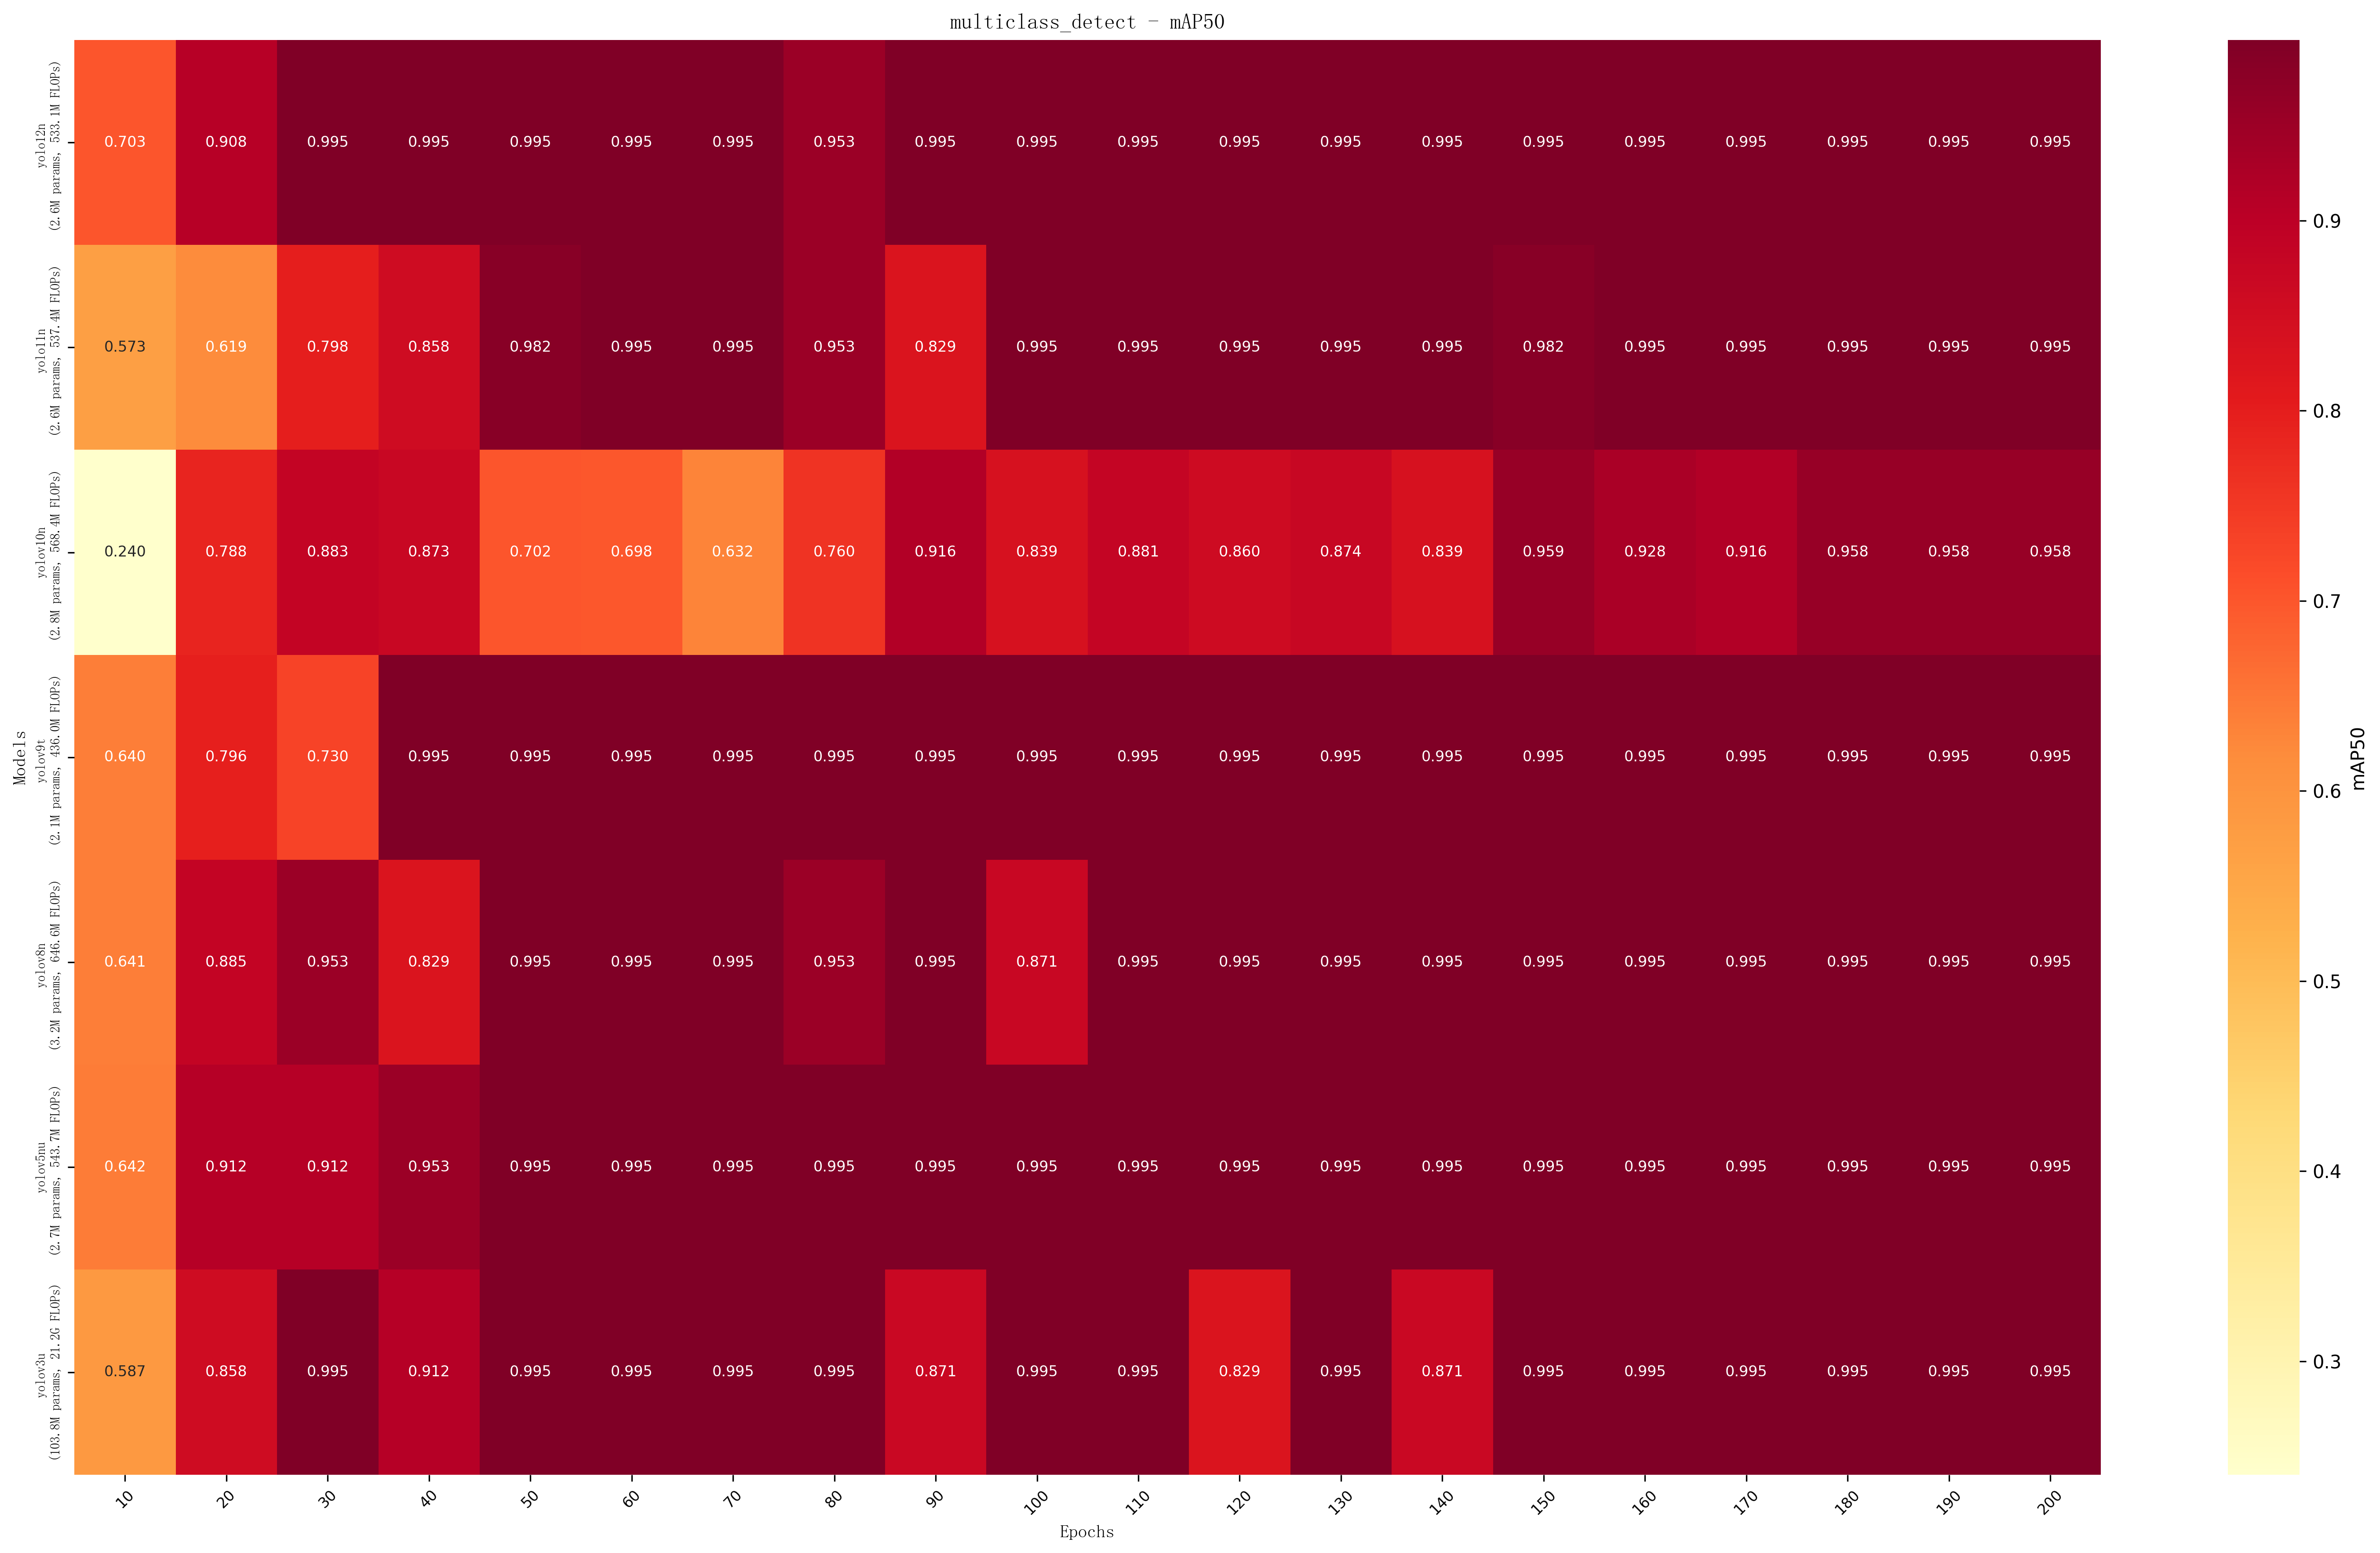 multiclass_detect - mAP50
Models
yolo12n
(2.6M params, 533.1M FLOPs)
0.703 0.908 0.995 0.995 0.995 0.995 0.995 0.953 0.995 0.995 0.995 0.995 0.995 0.995 0.995 0.995 0.995 0.995 0.995 0.995
yolo11n
(2.6M params, 537.4M FLOPs)
0.573 0.619 0.798 0.858 0.982 0.995 0.995 0.953 0.829 0.995 0.995 0.995 0.995 0.995 0.982 0.995 0.995 0.995 0.995 0.995
yolov10n
(2.8M params, 568.4M FLOPs)
0.240 0.788 0.883 0.873 0.702 0.698 0.632 0.760 0.916 0.839 0.881 0.860 0.874 0.839 0.959 0.928 0.916 0.958 0.958 0.958
yolov9t
(2.1M params, 436.0M FLOPs)
0.640 0.796 0.730 0.995 0.995 0.995 0.995 0.995 0.995 0.995 0.995 0.995 0.995 0.995 0.995 0.995 0.995 0.995 0.995 0.995
yolov8n
(3.2M params, 646.6M FLOPs)
0.641 0.885 0.953 0.829 0.995 0.995 0.995 0.953 0.995 0.871 0.995 0.995 0.995 0.995 0.995 0.995 0.995 0.995 0.995 0.995
yolov5nu
(2.7M params, 543.7M FLOPs)
0.642 0.912 0.912 0.953 0.995 0.995 0.995 0.995 0.995 0.995 0.995 0.995 0.995 0.995 0.995 0.995 0.995 0.995 0.995 0.995
yolov3u
(103.8M params, 21.2G FLOPs)
0.587 0.858 0.995 0.912 0.995 0.995 0.995 0.995 0.871 0.995 0.995 0.829 0.995 0.871 0.995 0.995 0.995 0.995 0.995 0.995
10 20 30 40 50 60 70 80 90 100 110 120 130 140 150 160 170 180 190 200
Epochs
0.9
0.8
0.7
0.6
0.5
0.4
0.3
mAP50